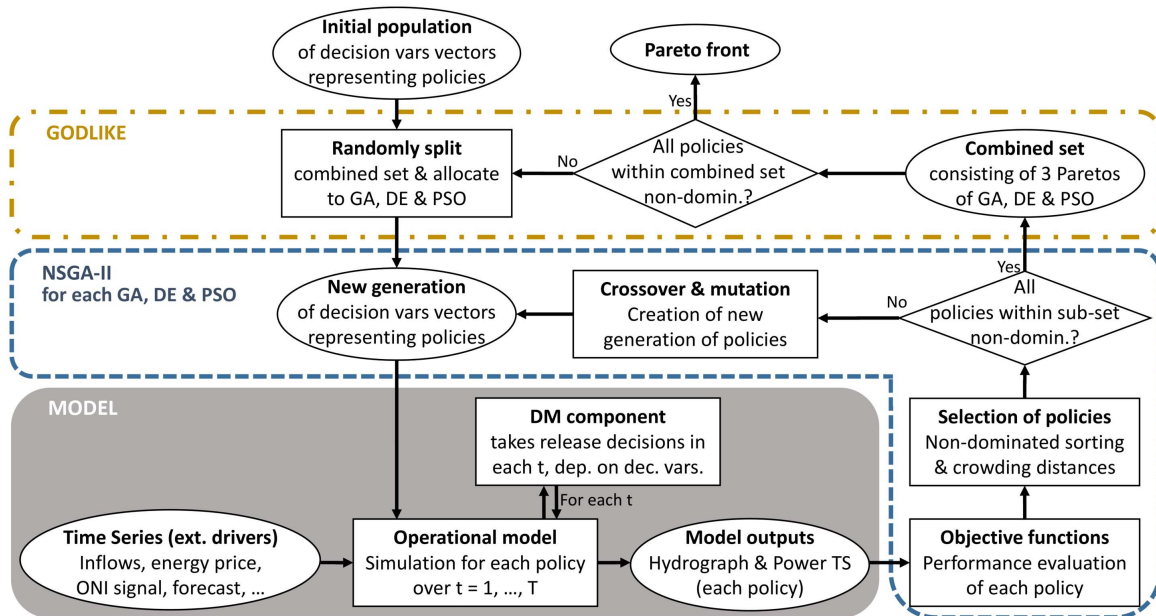 Initial population
of decision vars vectors
representing policies
Pareto front
Yes
GODLIKE
Randomly split
combined set & allocate
to GA, DE & PSO
No
All policies
within combined set
non-domin.?
Combined set
consisting of 3 Paretos
of GA, DE & PSO
NSGA-II
for each GA, DE & PSO
New generation
of decision vars vectors
representing policies
Crossover & mutation
Creation of new
generation of policies
No
Yes
All
policies within sub-set
non-domin.?
MODEL
DM component
takes release decisions in
each t, dep. on dec. vars.
Selection of policies
Non-dominated sorting
& crowding distances
For each t
Time Series (ext. drivers)
Inflows, energy price,
ONI signal, forecast, ...
Operational model
Simulation for each policy
over t = 1, ..., T
Model outputs
Hydrograph & Power TS
(each policy)
Objective functions
Performance evaluation
of each policy